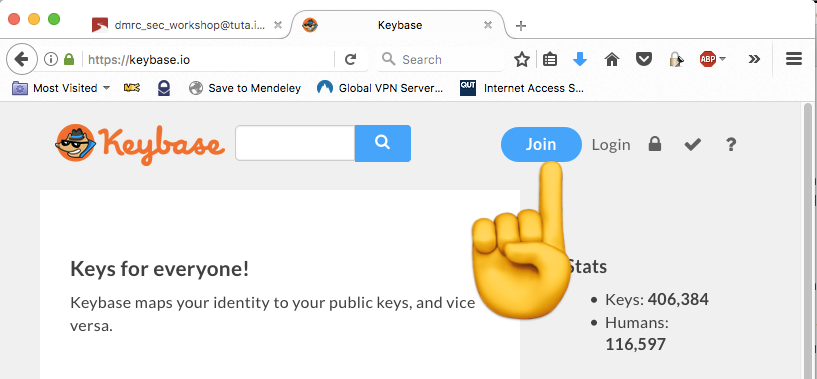 dmrc_sec_workshop@tuta.i...
Keybase
https://keybase.io
Search
ABP
Most Visited
Save to Mendeley
Global VPN Server...
QUT
Internet Access S...
Keybase
Join
Login
?
Keys for everyone!
Keybase maps your identity to your public keys, and vice
versa.
Stats
Keys: 406,384
Humans:
116,597